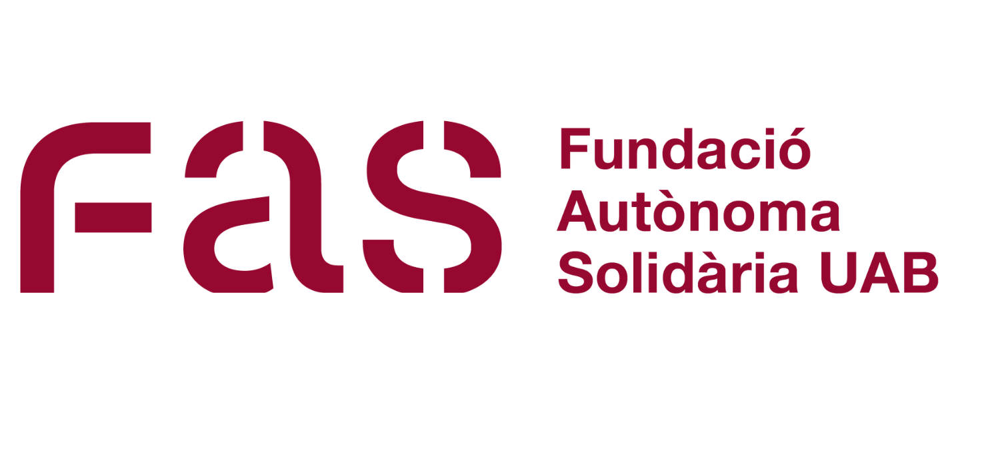 Fas
Fundació
Autònoma
Solidària UAB